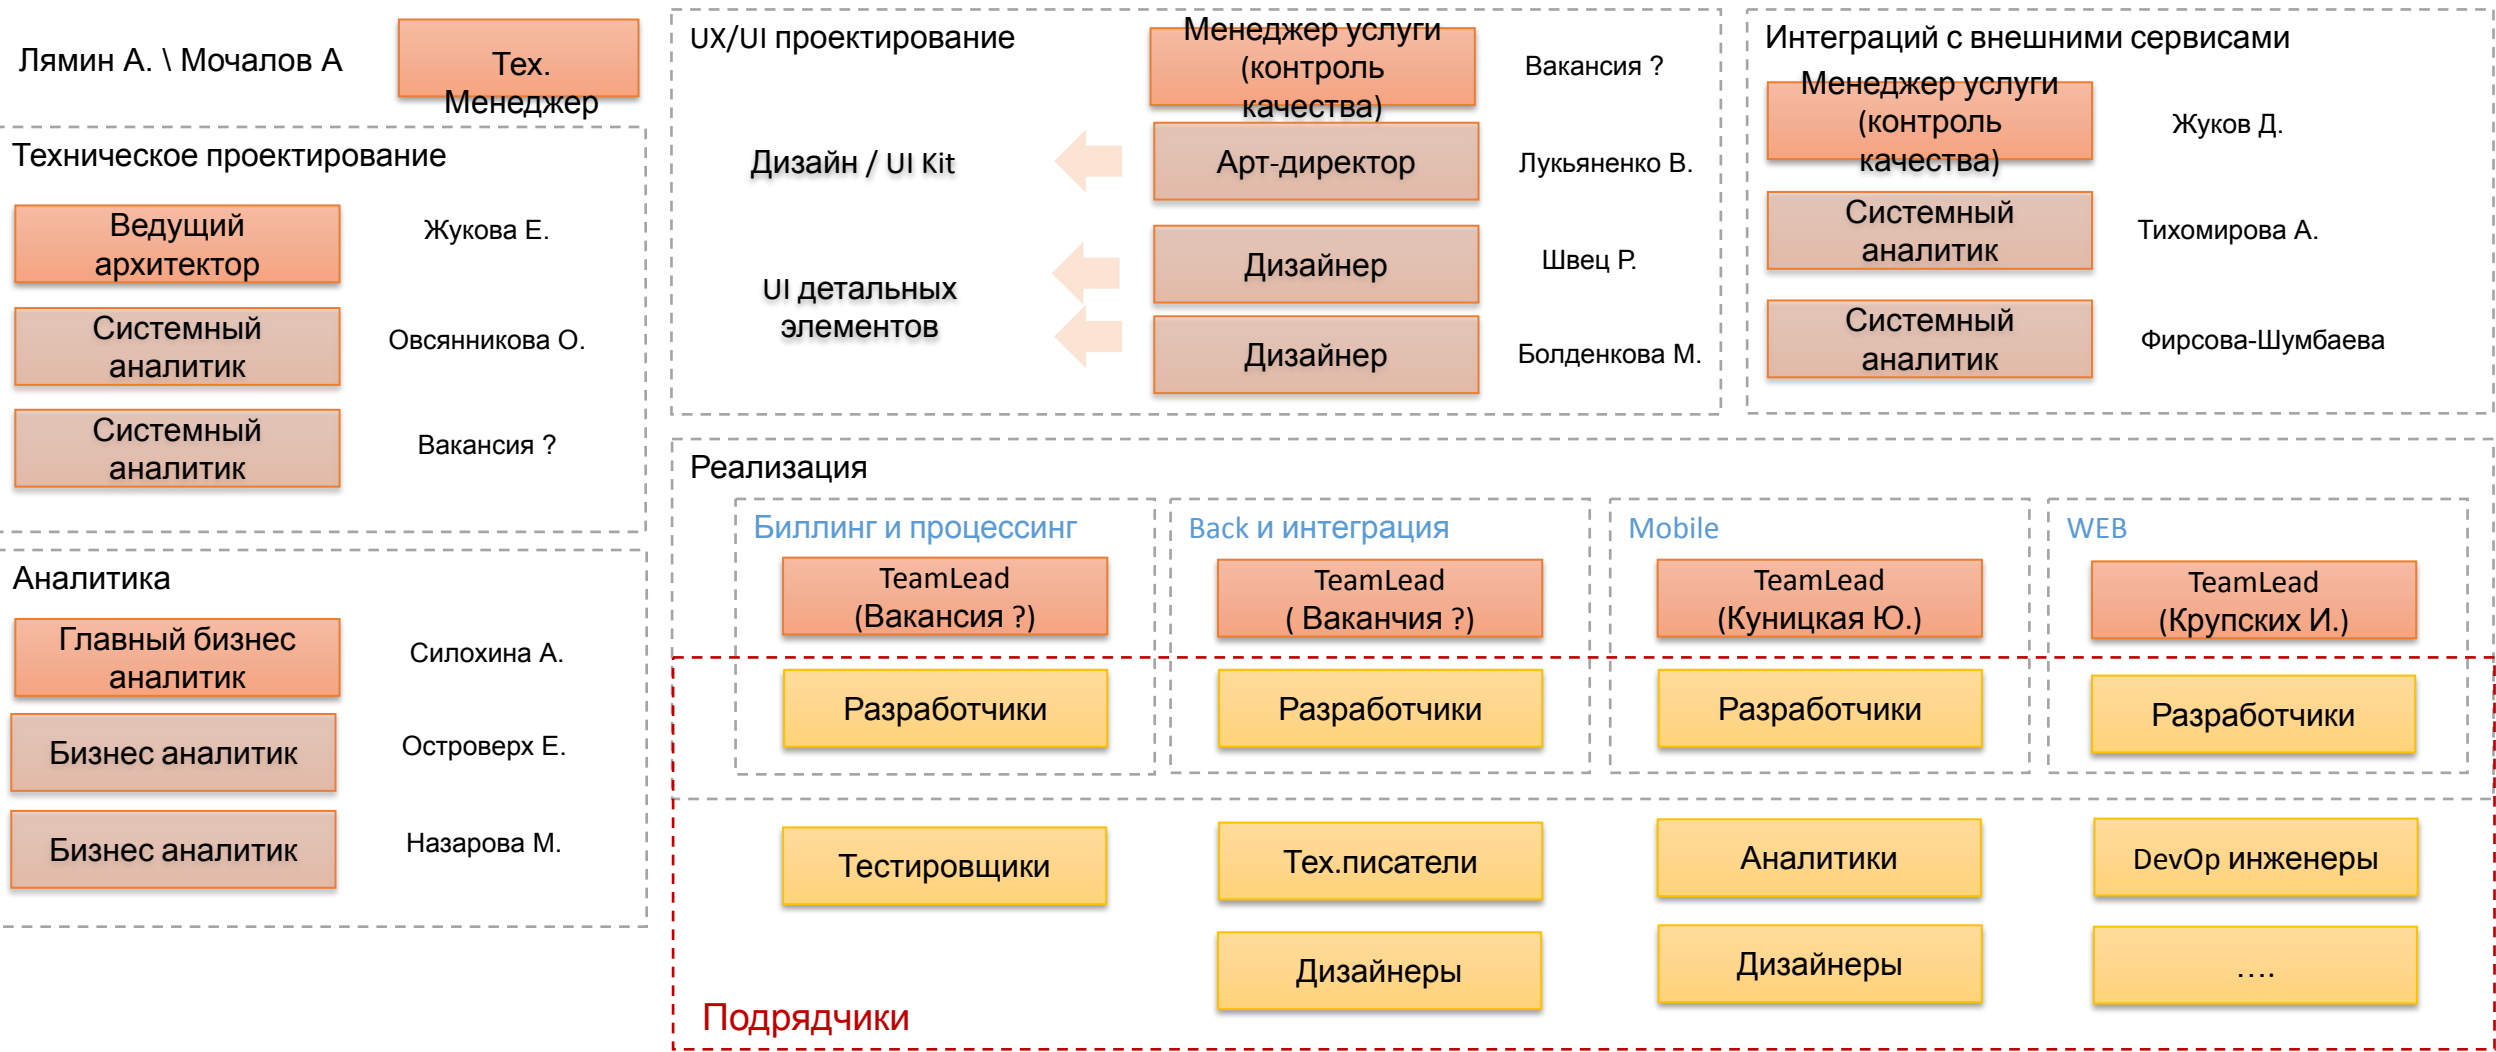 Лямин А. \ Мочалов А
Тех.
Менеджер
Техническое проектирование
Ведущий
архитектор
Жукова Е.
Системный
аналитик
Овсянникова О.
Системный
аналитик
Вакансия ?
Аналитика
Главный бизнес
аналитик
Силохина А.
Бизнес аналитик
Островерх Е.
Бизнес аналитик
Назарова М.
UX/UI проектирование
Менеджер услуги
(контроль
качества)
Вакансия ?
Дизайн / UI Kit
Арт-директор
Лукьяненко В.
UI детальных
элементов
Дизайнер
Швец Р.
Дизайнер
Болденкова М.
Интеграций с внешними сервисами
Менеджер услуги
(контроль
качества)
Жуков Д.
Системный
аналитик
Тихомирова А.
Системный
аналитик
Фирсова-Шумбаева
Реализация
Биллинг и процессинг
TeamLead
(Вакансия ?)
Разработчики
Back и интеграция
TeamLead
( Ваканчия ?)
Разработчики
Mobile
TeamLead
(Куницкая Ю.)
Разработчики
WEB
TeamLead
(Крупских И.)
Разработчики
Тестировщики
Тех.писатели
Аналитики
DevOp инженеры
Дизайнеры
Дизайнеры
....
Подрядчики